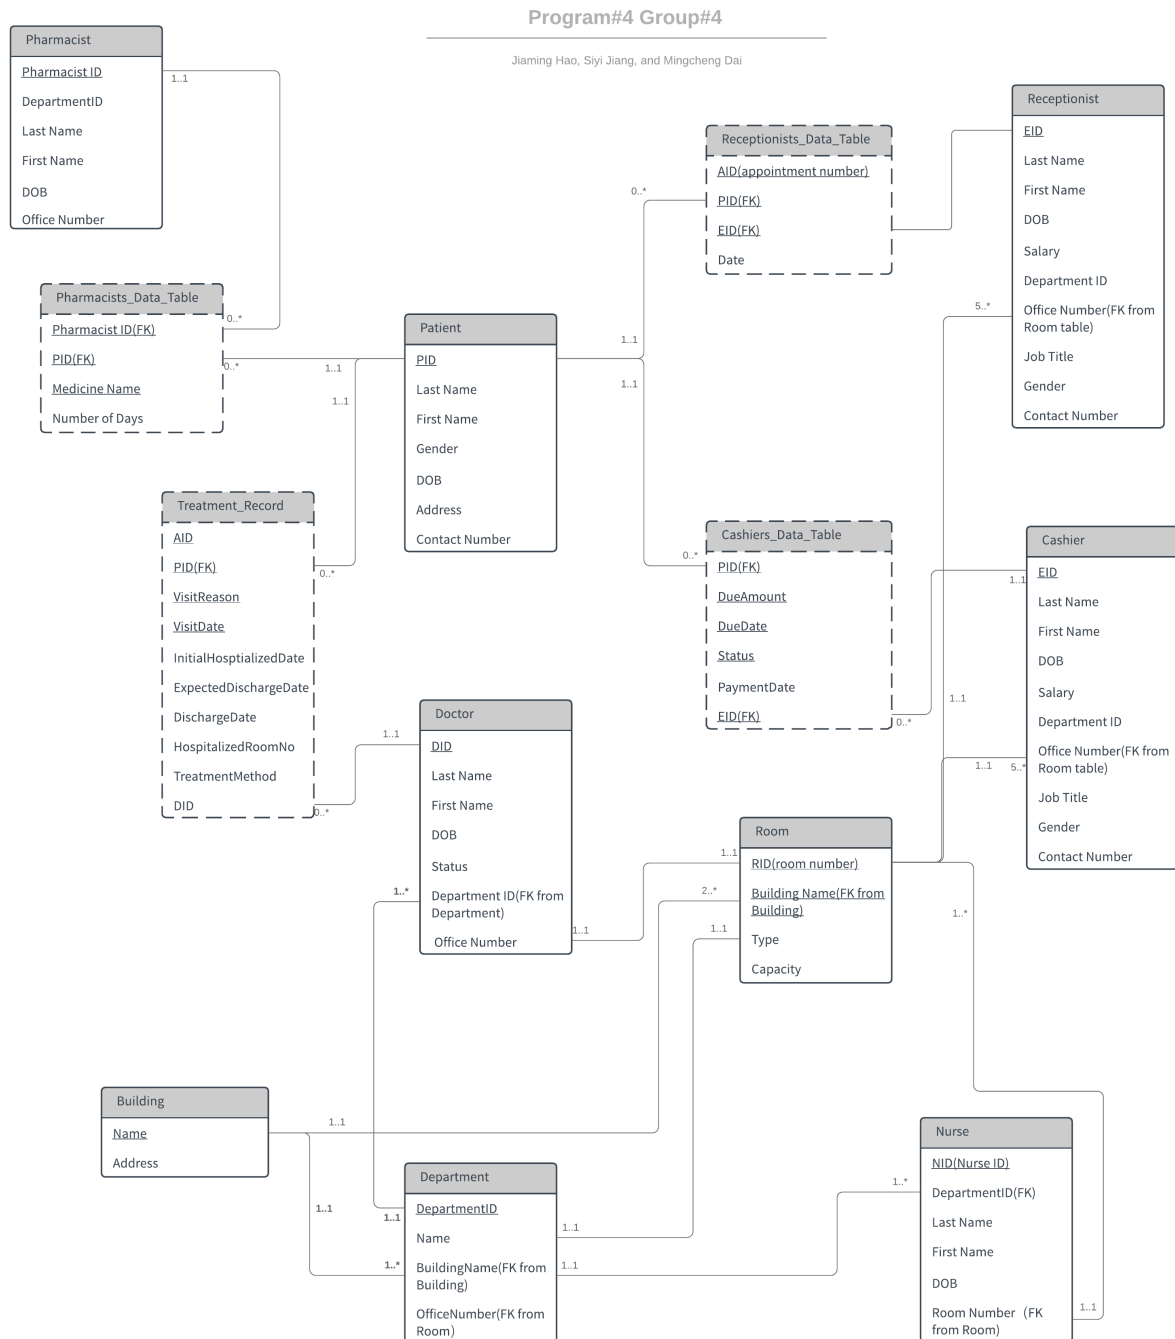 Program#4 Group#4
Jiaming Hao, Siyi Jiang, and Mingcheng Dai
Pharmacist
Pharmacist ID
DepartmentID
Last Name
First Name
DOB
Office Number
1..1
Receptionists_Data_Table
AID(appointment number)
PID(FK)
EID(FK)
Date
0..*
Receptionist
EID
Last Name
First Name
DOB
Salary
Department ID
Office Number(FK from
Room table)
Job Title
Gender
Contact Number
5..*
Pharmacists_Data_Table
Pharmacist ID(FK)
PID(FK)
Medicine Name
Number of Days
0..*
0..*
1..1
1..1
Patient
PID
Last Name
First Name
Gender
DOB
Address
Contact Number
1..1
1..1
Treatment_Record
AID
PID(FK)
VisitReason
VisitDate
InitialHosptializedDate
ExpectedDischargeDate
DischargeDate
HospitalizedRoomNo
TreatmentMethod
DID
0..*
0..*
1..1
Cashiers_Data_Table
PID(FK)
DueAmount
DueDate
Status
PaymentDate
EID(FK)
0..*
0..*
Cashier
EID
Last Name
First Name
DOB
Salary
Department ID
Office Number(FK from
Room table)
Job Title
Gender
Contact Number
1..1
1..1
1..1
5..*
Doctor
DID
Last Name
First Name
DOB
Status
Department ID(FK from
Department)
Office Number
1..*
1..1
Room
RID(room number)
Building Name(FK from
Building)
Type
Capacity
1..1
2..*
1..1
1..*
Building
Name
Address
1..1
1..1
Department
DepartmentID
Name
BuildingName(FK from
Building)
OfficeNumber(FK from
Room)
1..1
1..*
1..1
1..1
Nurse
NID(Nurse ID)
DepartmentID(FK)
Last Name
First Name
DOB
Room Number（FK
from Room)
1..*
1..1